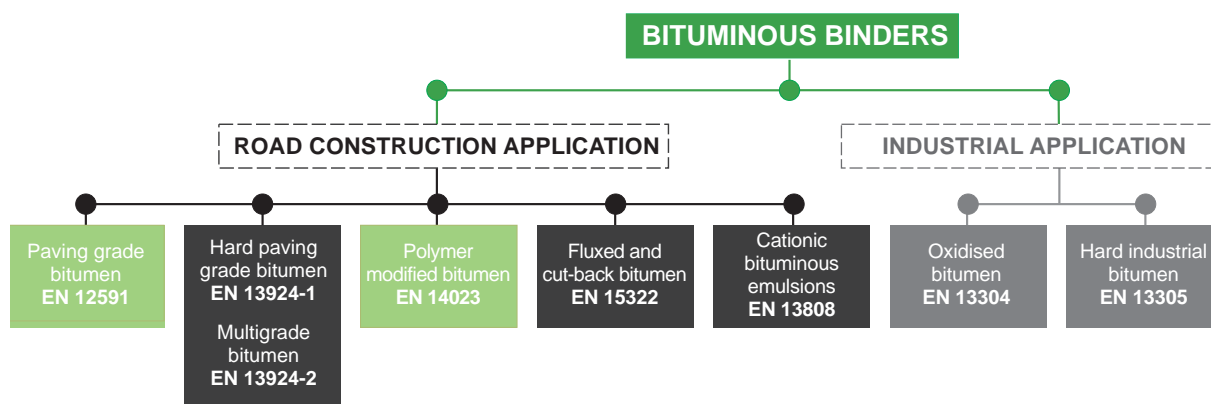 BITUMINOUS BINDERS
ROAD CONSTRUCTION APPLICATION
INDUSTRIAL APPLICATION
Paving grade
bitumen
EN 12591
Hard paving
grade bitumen
EN 13924-1
Multigrade
bitumen
EN 13924-2
Polymer
modified bitumen
EN 14023
Fluxed and
cut-back bitumen
EN 15322
Cationic
bituminous
emulsions
EN 13808
Oxidised
bitumen
EN 13304
Hard industrial
bitumen
EN 13305